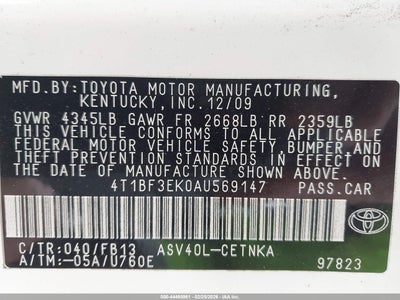 MFD.BY:TOYOTA MOTOR MANUFACTURING,
KENTUCKY,INC.12/09
GVWR 4345LB GAWR FR 2668LB RR 2359LB
THIS VEHICLE CONFORMS TO ALL APPLICABLE
FEDERAL MOTOR VEHICLE SAFETY, BUMPER,
AND THEFT PREVENTION STANDARDS IN EFFECT
ON THE DATE OF MANUFACTURE SHOWN ABOVE.
4T1BF3EK0AU569147 PASS.CAR
C/TR:040/FB13 ASV40L-CETNKA
A/TM:-05A/U760E 97823
TOYOTA